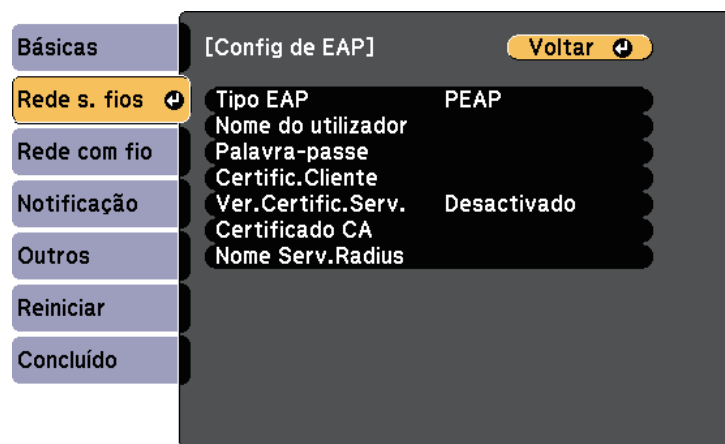 Básicas
Rede s. fios
Rede com fio
Notificação
Outros
Reiniciar
Concluído
[Config de EAP]
Voltar
Tipo EAP PEAP
Nome do utilizador
Palavra-passe
Certific.Cliente
Ver.Certific.Serv. Desactivado
Certificado CA
Nome Serv.Radius